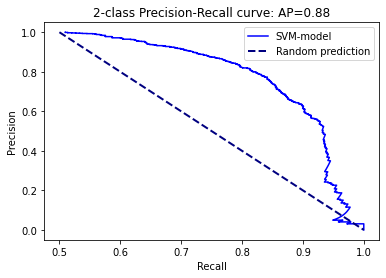 2-class Precision-Recall curve: AP=0.88
SVM-model
Random prediction
Precision
1.0
0.8
0.6
0.4
0.2
0.0
0.5 0.6 0.7 0.8 0.9 1.0
Recall